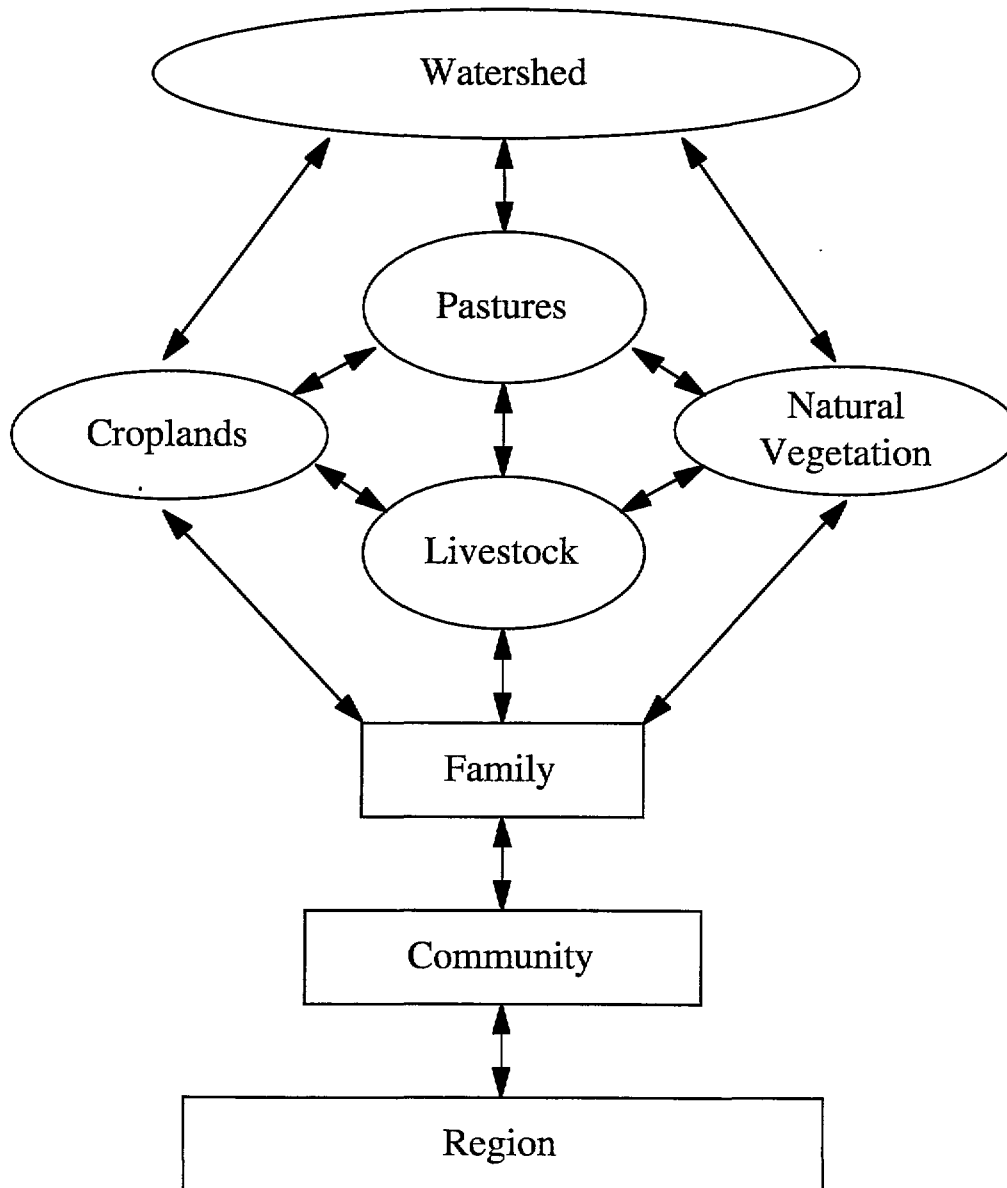 Watershed
Pastures
Croplands
Natural
Vegetation
Livestock
Family
Community
Region